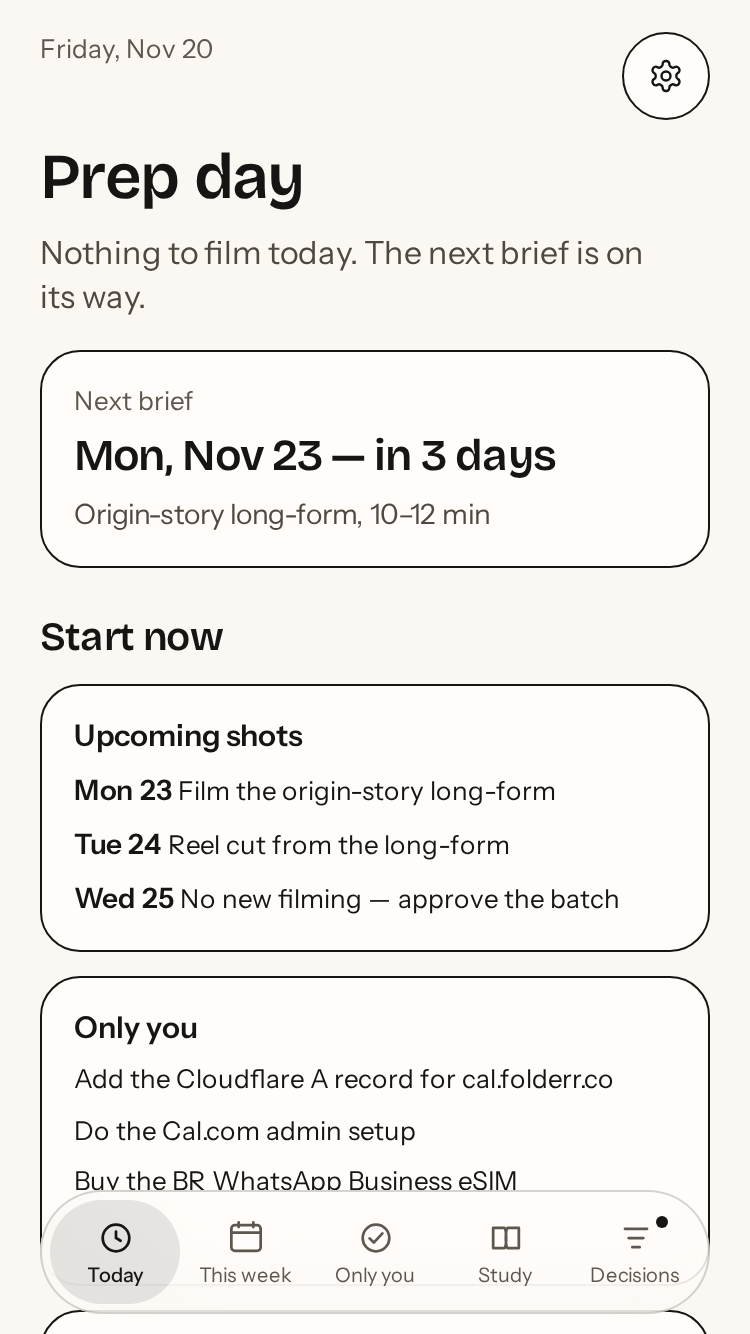 Friday, Nov 20
Prep day
Nothing to film today. The next brief is on
its way.
Next brief
Mon, Nov 23 — in 3 days
Origin-story long-form, 10–12 min
Start now
Upcoming shots
Mon 23 Film the origin-story long-form
Tue 24 Reel cut from the long-form
Wed 25 No new filming — approve the batch
Only you
Add the Cloudflare A record for cal.folderr.co
Do the Cal.com admin setup
Buy the BR WhatsApp Business eSIM
Today
This week
Only you
Study
Decisions